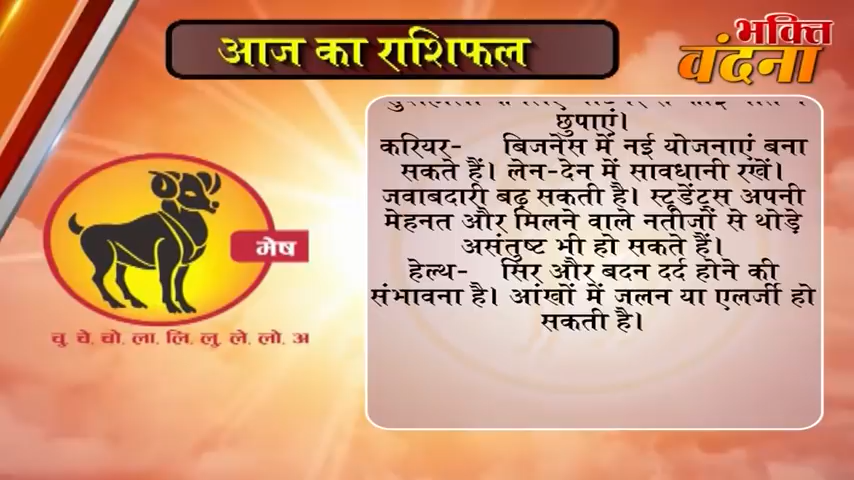 आज का राशिफल
भक्ति
वंदना
छुपाएं।
करियर- बिजनेस में नई योजनाएं बना
सकते हैं। लेन-देन में सावधानी रखें।
जवाबदारी बढ़ सकती है। स्टूडेंट्स अपनी
मेहनत और मिलने वाले नतीजों से थोड़े
असंतुष्ट भी हो सकते हैं।
हेल्थ- सिर और बदन दर्द होने की
संभावना है। आंखों में जलन या एलर्जी हो
सकती है।
मेष
चु, चे, चो, ला, लि, लु, ले, लो, अ